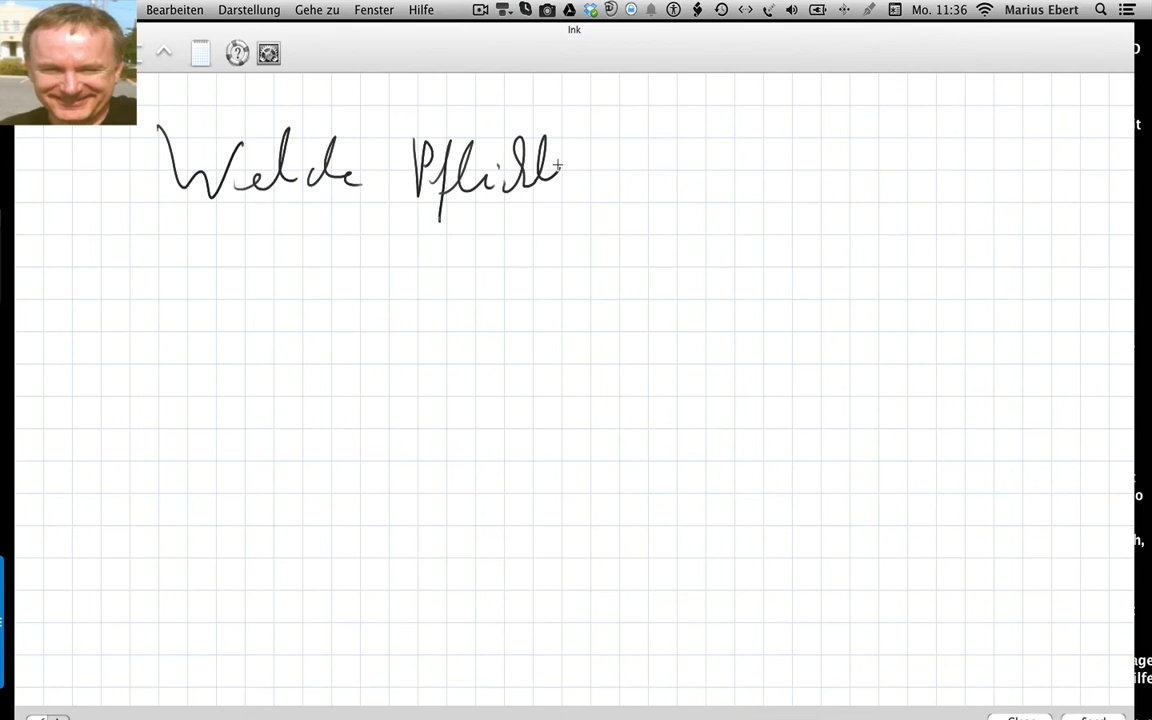 Bearbeiten Darstellung Gehe zu Fenster Hilfe Mo. 11:36 Marius Ebert
Ink
Welche Pflicht